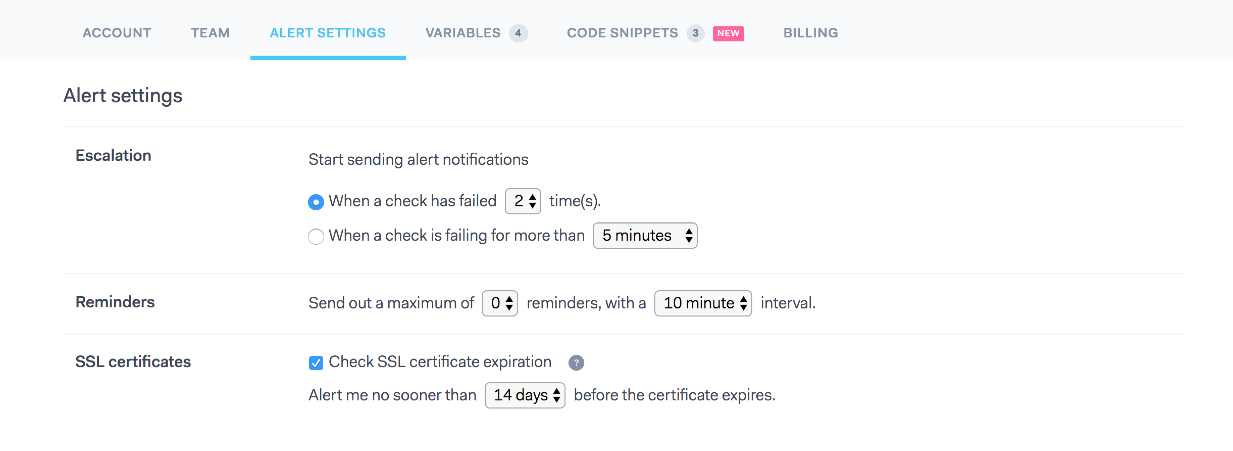 ACCOUNT TEAM ALERT SETTINGS VARIABLES 4 CODE SNIPPETS 3 NEW BILLING
Alert settings
Escalation
Start sending alert notifications
When a check has failed 2 time(s).
When a check is failing for more than 5 minutes
Reminders
Send out a maximum of 0 reminders, with a 10 minute interval.
SSL certificates
Check SSL certificate expiration ?
Alert me no sooner than 14 days before the certificate expires.